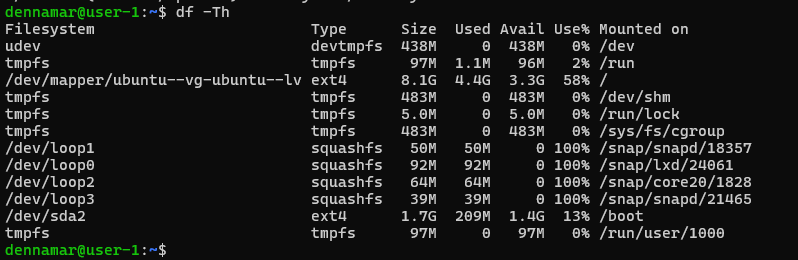 dennamar@user-1:~$ df -Th
Filesystem                        Type      Size  Used Avail Use% Mounted on
udev                              devtmpfs  438M     0  438M   0% /dev
tmpfs                             tmpfs      97M  1.1M   96M   2% /run
/dev/mapper/ubuntu--vg-ubuntu--lv ext4      8.1G  4.4G  3.3G  58% /
tmpfs                             tmpfs     483M     0  483M   0% /dev/shm
tmpfs                             tmpfs     5.0M     0  5.0M   0% /run/lock
tmpfs                             tmpfs     483M     0  483M   0% /sys/fs/cgroup
/dev/loop1                        squashfs   50M   50M     0 100% /snap/snapd/18357
/dev/loop0                        squashfs   92M   92M     0 100% /snap/lxd/24061
/dev/loop2                        squashfs   64M   64M     0 100% /snap/core20/1828
/dev/loop3                        squashfs   39M   39M     0 100% /snap/snapd/21465
/dev/sda2                         ext4      1.7G  209M  1.4G  13% /boot
tmpfs                             tmpfs      97M     0   97M   0% /run/user/1000
dennamar@user-1:~$